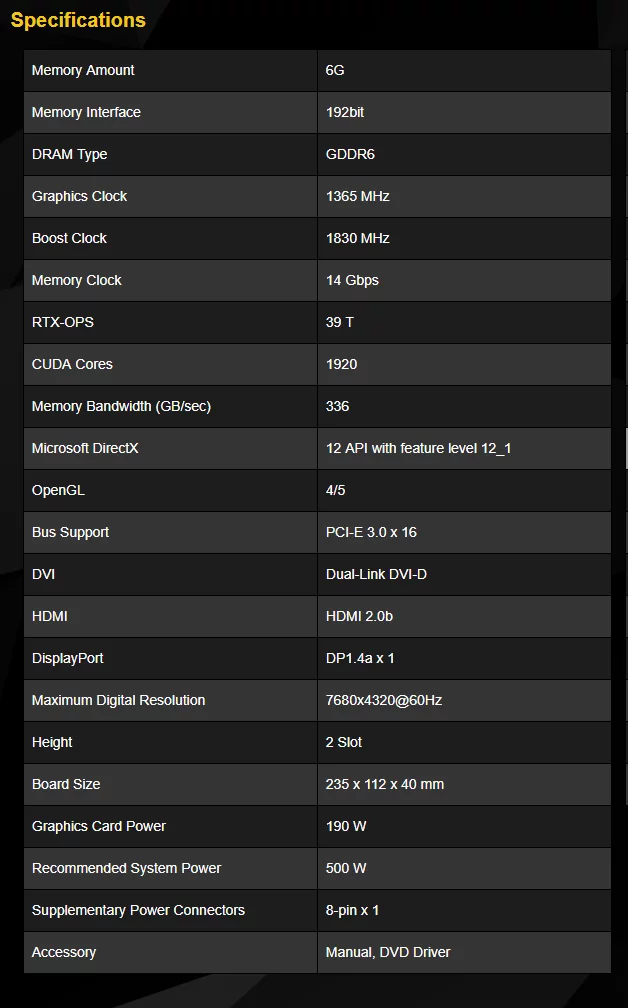 Specifications
Memory Amount 6G
Memory Interface 192bit
DRAM Type GDDR6
Graphics Clock 1365 MHz
Boost Clock 1830 MHz
Memory Clock 14 Gbps
RTX-OPS 39 T
CUDA Cores 1920
Memory Bandwidth (GB/sec) 336
Microsoft DirectX 12 API with feature level 12_1
OpenGL 4/5
Bus Support PCI-E 3.0 x 16
DVI Dual-Link DVI-D
HDMI HDMI 2.0b
DisplayPort DP1.4a x 1
Maximum Digital Resolution 7680x4320@60Hz
Height 2 Slot
Board Size 235 x 112 x 40 mm
Graphics Card Power 190 W
Recommended System Power 500 W
Supplementary Power Connectors 8-pin x 1
Accessory Manual, DVD Driver